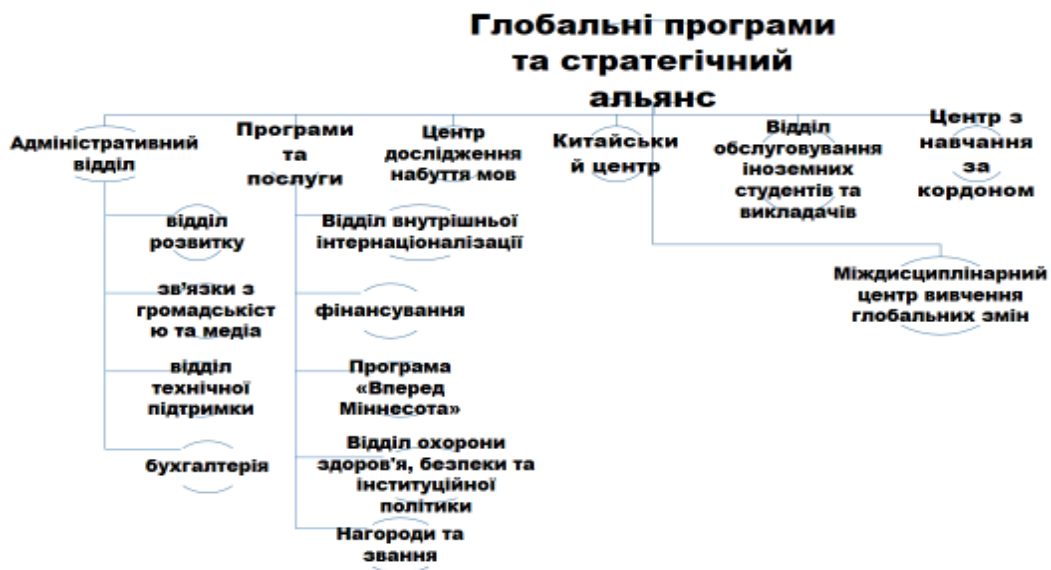 Глобальні програми
та стратегічний
альянс
Адміністративний
відділ
Програми
та
послуги
Центр
дослідження
набуття мов
Китайськи
й центр
Відділ
обслуговування
іноземних
студентів та
викладачів
Центр з
навчання
за
кордоном
відділ
розвитку
зв’язки з
громадськіст
ю та медіа
відділ
технічної
підтримки
бухгалтерія
Відділ внутрішньої
інтернаціоналізації
фінансування
Програма
«Вперед
Міннесота»
Відділ охорони
здоров'я, безпеки та
інституційної
політики
Нагороди та
звання
Міждисциплінарний
центр вивчення
глобальних змін